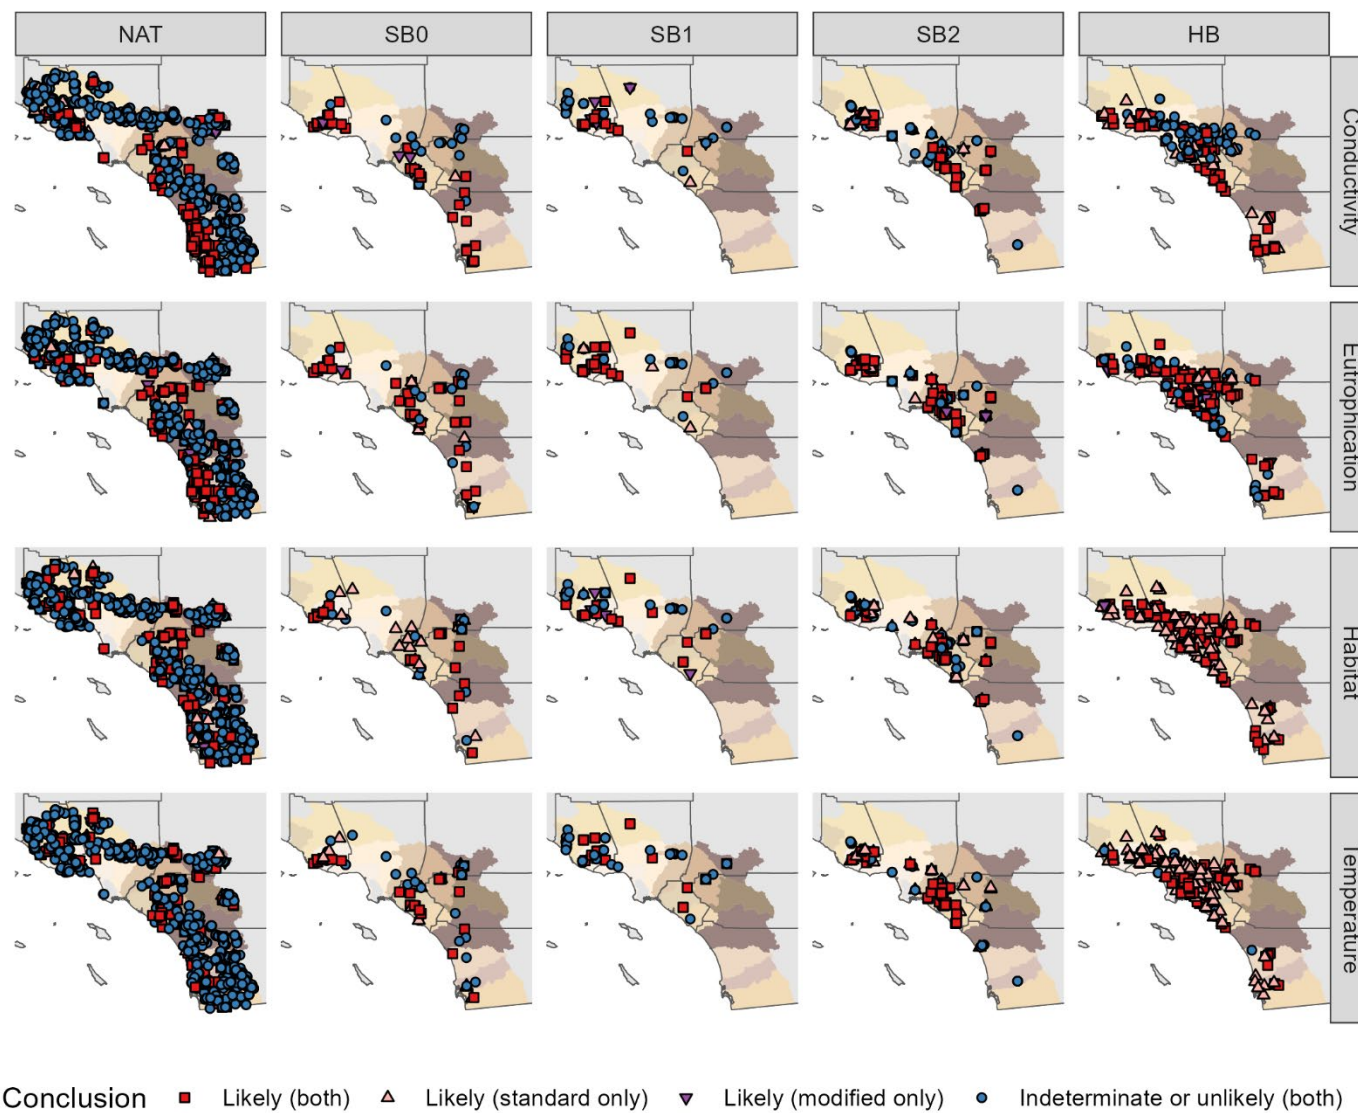 NAT SB0 SB1 SB2 HB
Conductivity
Eutrophication
Habitat
Temperature
Conclusion Likely (both) Likely (standard only) Likely (modified only) Indeterminate or unlikely (both)